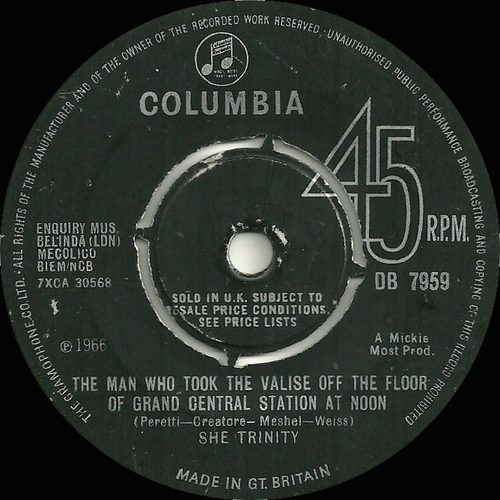 THE GRAMOPHONE CO. LTD. · ALL RIGHTS OF THE MANUFACTURER AND OF THE OWNER OF THE RECORDED WORK RESERVED · UNAUTHORISED PUBLIC PERFORMANCE BROADCASTING AND COPYING OF THIS RECORD PROHIBITED
COLUMBIA
45 R.P.M.
ENQUIRY MUS.
BELINDA (LDN)
MECOLICO
BIEM/NCB
7XCA 30568
DB 7959
SOLD IN U.K. SUBJECT TO
RESALE PRICE CONDITIONS,
SEE PRICE LISTS
℗ 1966
A Mickie
Most Prod.
THE MAN WHO TOOK THE VALISE OFF THE FLOOR
OF GRAND CENTRAL STATION AT NOON
(Peretti—Creatore—Meshel—Weiss)
SHE TRINITY
MADE IN GT. BRITAIN